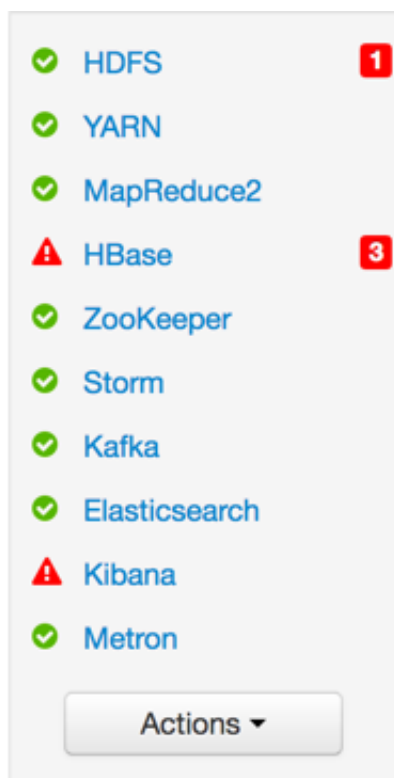 HDFS 1
YARN
MapReduce2
HBase 3
ZooKeeper
Storm
Kafka
Elasticsearch
Kibana
Metron
Actions